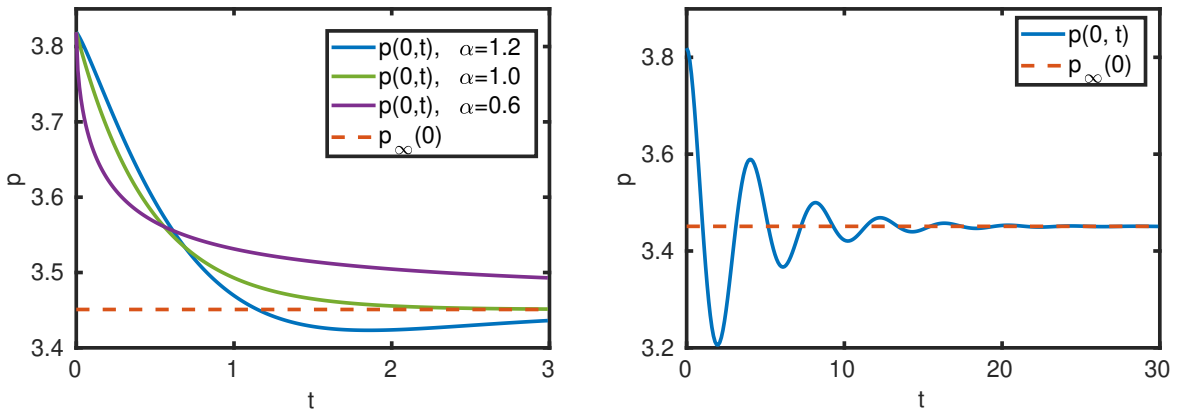 p
3.8
3.7
3.6
3.5
3.4
0
1
2
3
t
p(0,t), α=1.2
p(0,t), α=1.0
p(0,t), α=0.6
p∞(0)
p
3.8
3.6
3.4
3.2
0
10
20
30
t
p(0, t)
p∞(0)